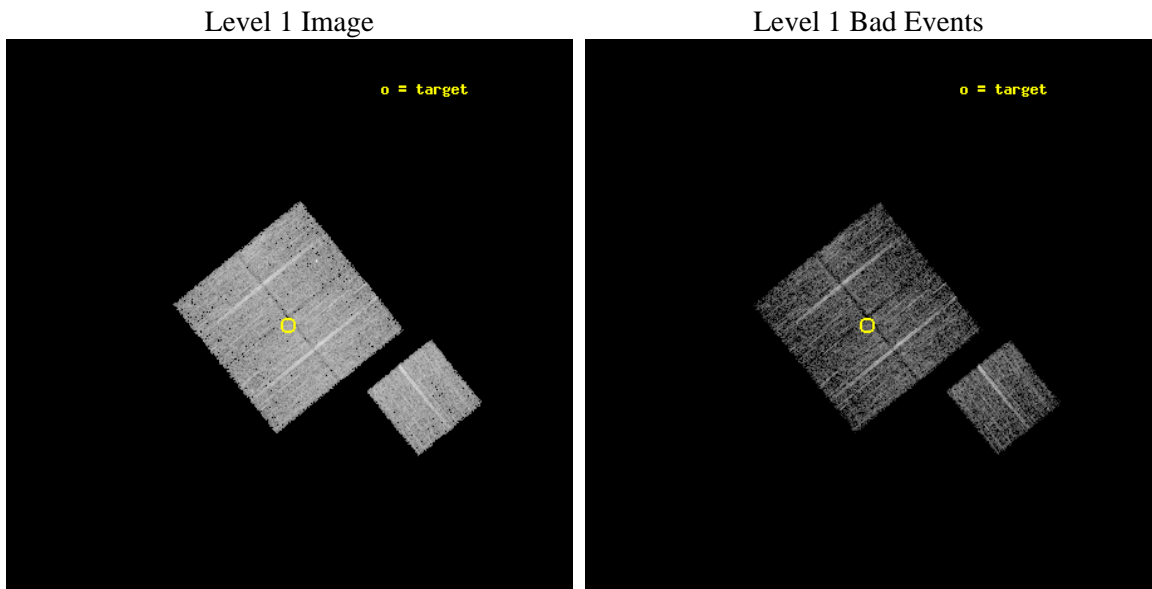 Level 1 Image
Level 1 Bad Events
o = target
o = target